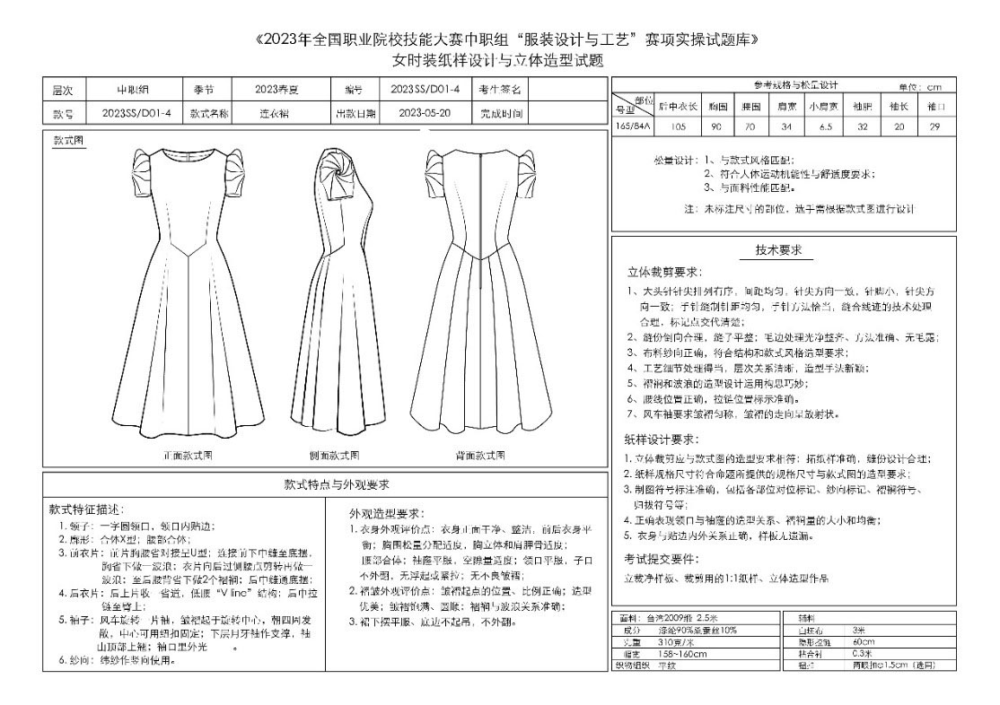 《2023年全国职业院校技能大赛中职组“服装设计与工艺”赛项实操试题库》
女时装纸样设计与立体造型试题
层次 中职组 季节 2023春夏 编号 2023SS/D01-4 考生签名
款号 2023SS/D01-4 款式名称 连衣裙 出款日期 2023-05-20 完成时间
款式图
正面款式图 侧面款式图 背面款式图
参考规格与松量设计 单位：cm
部位 号型 后中衣长 胸围 腰围 肩宽 小肩宽 袖肥 袖长 袖口
165/84A 105 90 70 34 6.5 32 20 29
松量设计：1、与款式风格匹配；
2、符合人体运动机能性与舒适度要求；
3、与面料性能匹配。
注：未标注尺寸的部位，选手需根据款式图进行设计
技术要求
立体裁剪要求：
1、大头针针尖排列有序，间距均匀，针尖方向一致，针脚小，针尖方
向一致；手针缝制针距均匀，手针方法恰当，缝合线迹的技术处理
合理，标记点交代清楚；
2、缝份倒向合理，缝子平整；毛边处理光净整齐、方法准确、无毛露；
3、布料纱向正确，符合结构和款式风格造型要求；
4、工艺细节处理得当，层次关系清晰，造型手法新颖；
5、褶裥和波浪的造型设计运用构思巧妙；
6、腰线位置正确，拉链位置标示准确。
7、风车袖要求皱褶匀称，皱褶的走向呈放射状。
纸样设计要求：
1. 立体裁剪应与款式图的造型要求相符；拓纸样准确，缝份设计合理；
2. 纸样规格尺寸符合命题所提供的规格尺寸与款式图的造型要求；
3. 制图符号标注准确，包括各部位对位标记、纱向标记、褶裥符号、
归拔符号等；
4. 正确表现领口与袖窿的造型关系、褶裥量的大小和均衡；
5. 衣身与贴边内外关系正确，样板无遗漏。
考试提交要件：
立裁净样板、裁剪用的1:1纸样、立体造型作品
款式特点与外观要求
款式特征描述：
1. 领子：一字圆领口，领口内贴边；
2. 廓形：合体X型；腰部合体；
3. 前衣片：前片胸腰省对接呈U型；连接前下中缝至底摆，
胸省下做一波浪；衣片向后过侧腰点剪转再做一
波浪；至后腰背省下做2个褶裥；后中缝通底摆；
4. 后衣片：后上片收一省道，低腰“V line”结构；后中拉
链至臀上；
5. 袖子：风车旋转一片袖，皱褶起于旋转中心，朝四周发
散，中心可用纽扣固定；下层月牙袖作支撑，袖
山顶部上翘；袖口里外光 。
6. 纱向：纬纱作竖向使用。
外观造型要求：
1. 衣身外观评价点：衣身正面干净、整洁，前后衣身平
衡；胸围松量分配适度，胸立体和肩胛骨适度；
腰部合体；袖窿平服，空隙量适度；领口平服，子口
不外翻，无浮起或紧拉；无不良皱褶；
2. 褶皱外观评价点：皱褶起点的位置、比例正确；造型
优美；皱褶饱满、圆顺；褶裥与波浪关系准确；
3. 裙下摆平服、底边不起吊，不外翻。
面料：台湾2009缎 2.5米
成分 涤纶90%桑蚕丝10%
克重 310克/米
幅宽 158~160cm
织物组织 平纹
辅料
白坯布 3米
隐形拉链 60cm
粘合衬 0.3米
钮扣 两眼扣φ1.5cm（选用）